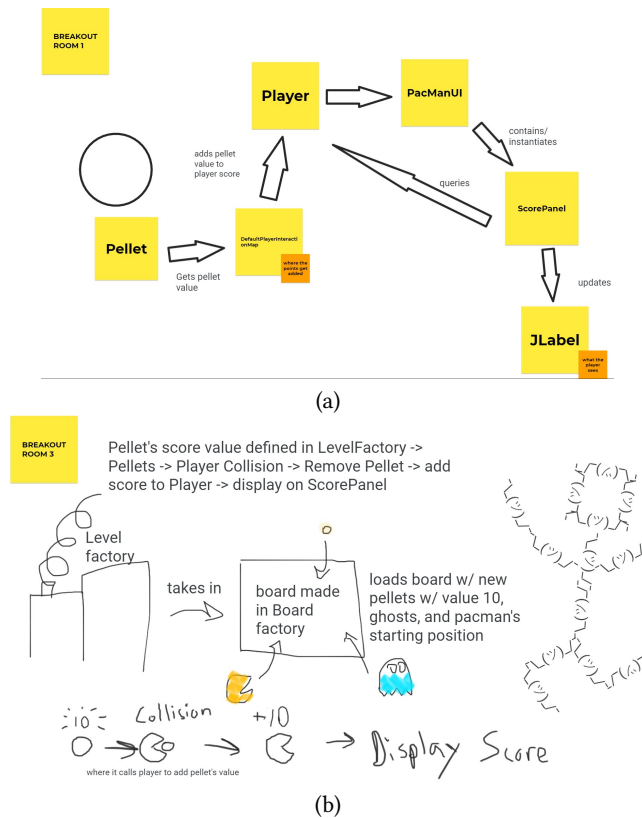 BREAKOUT
ROOM 1
Player
PacManUI
adds pellet
value to
player score
contains/
instantiates
queries
ScorePanel
Pellet
DefaultPlayerInteracti
onMap
where the
points get
added
Gets pellet
value
updates
JLabel
what the
player
sees
(a)
BREAKOUT
ROOM 3
Pellet's score value defined in LevelFactory ->
Pellets -> Player Collision -> Remove Pellet -> add
score to Player -> display on ScorePanel
Level
factory
takes in
board made
in Board
factory
loads board w/ new
pellets w/ value 10,
ghosts, and pacman's
starting position
10
Collision
+10
Display Score
where it calls player to add pellet's value
(b)